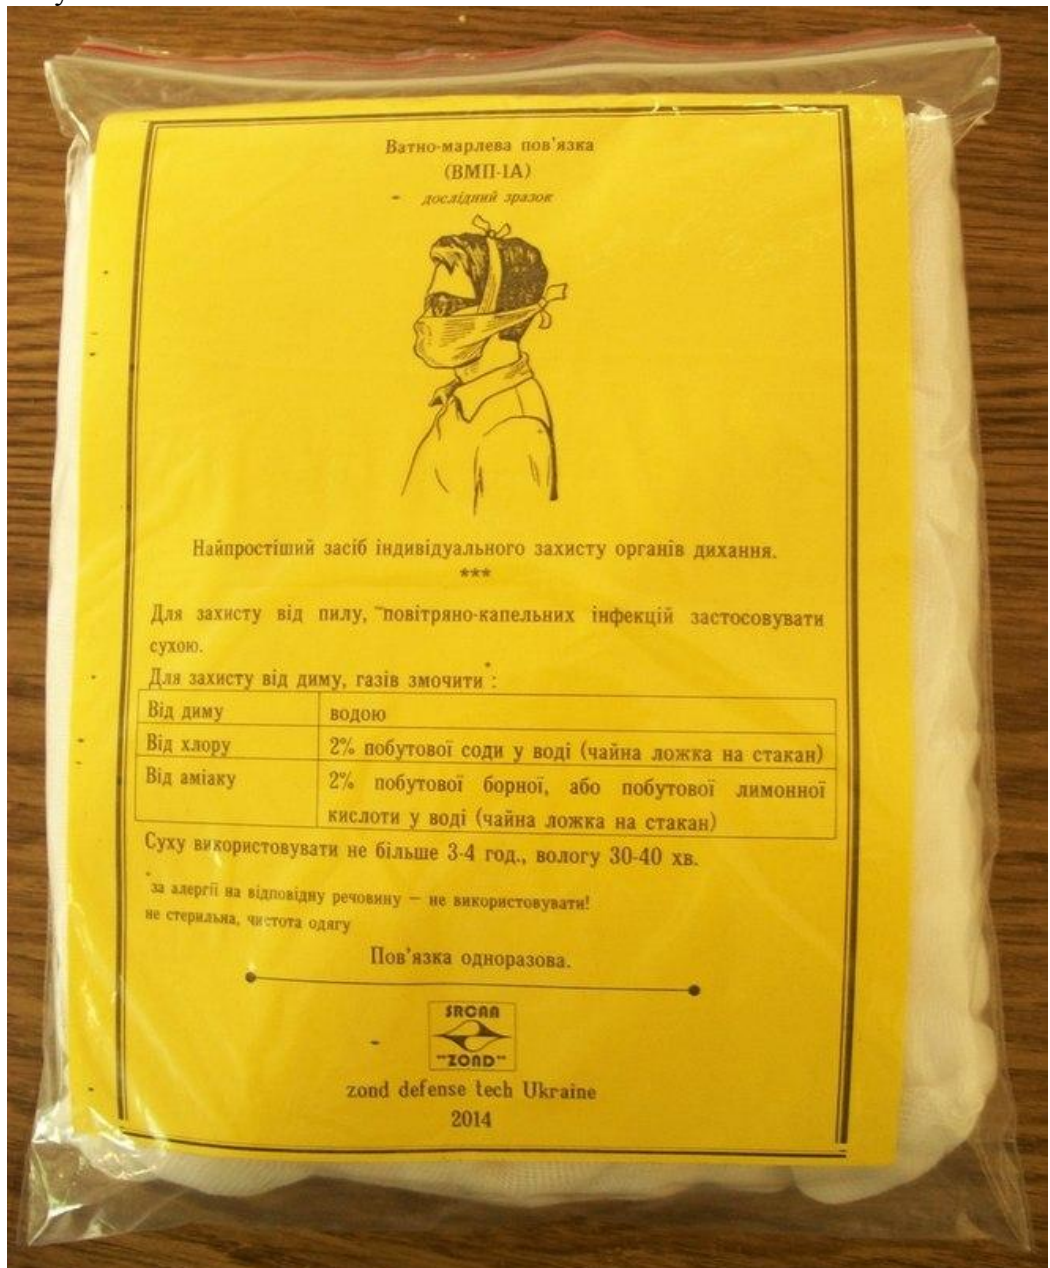 Ватно-марлева пов'язка
(ВМП-1А)
- дослідний зразок
Найпростіший засіб індивідуального захисту органів дихання.
***
Для захисту від пилу, повітряно-капельних інфекцій застосовувати
сухою.
Для захисту від диму, газів змочити*:
Від диму водою
Від хлору 2% побутової соди у воді (чайна ложка на стакан)
Від аміаку 2% побутової борної, або побутової лимонної
кислоти у воді (чайна ложка на стакан)
Суху використовувати не більше 3-4 год., вологу 30-40 хв.
*за алергії на відповідну речовину — не використовувати!
не стерильна, чистота одягу
Пов'язка одноразова.
SRCAA
"ZOND"
zond defense tech Ukraine
2014